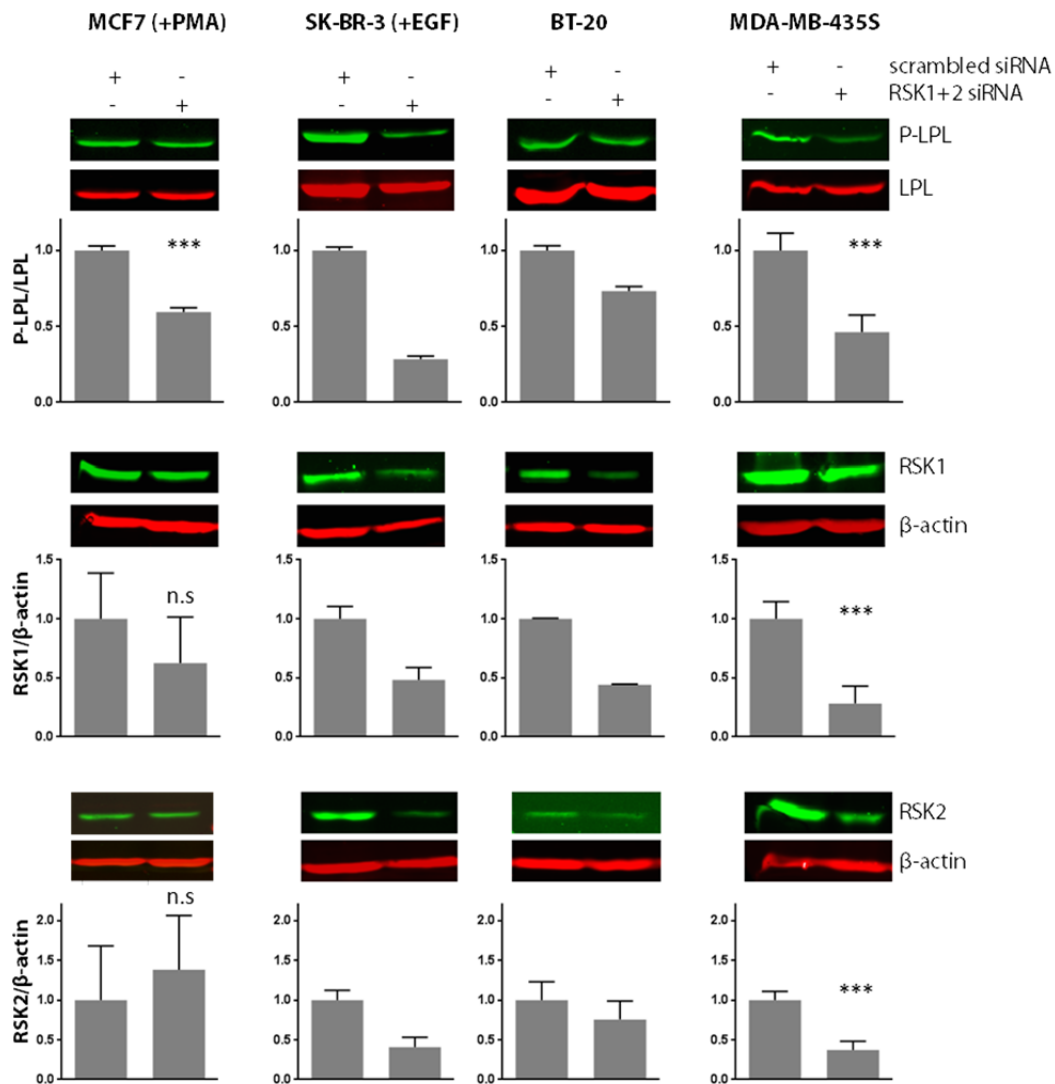 MCF7 (+PMA) SK-BR-3 (+EGF) BT-20 MDA-MB-435S
+ - + - + - + - scrambled siRNA
- + - + - + - + RSK1+2 siRNA
P-LPL
LPL
P-LPL/LPL
1.0 1.0 1.0 1.0
0.5 0.5 0.5 0.5
0.0 0.0 0.0 0.0
*** ***
RSK1
β-actin
RSK1/β-actin
1.5 1.5 1.5 1.5
1.0 1.0 1.0 1.0
0.5 0.5 0.5 0.5
0.0 0.0 0.0 0.0
n.s ***
RSK2
β-actin
RSK2/β-actin
n.s
2.0 2.0 2.0 2.0
1.5 1.5 1.5 1.5
1.0 1.0 1.0 1.0
0.5 0.5 0.5 0.5
0.0 0.0 0.0 0.0
***